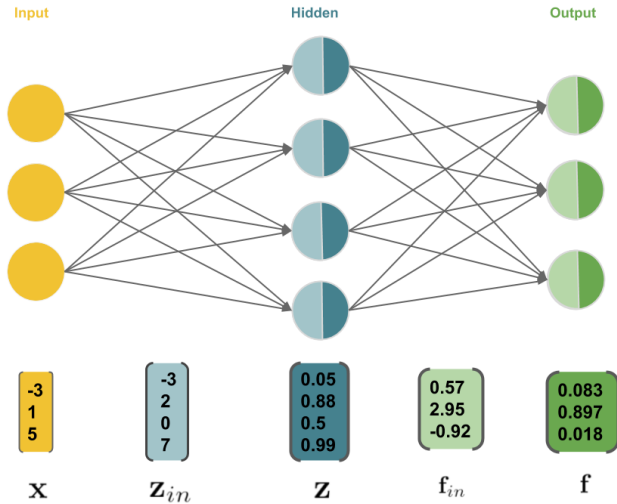 Input Hidden Output
-3 -3 0.05 0.57 0.083
1 2 0.88 2.95 0.897
5 0 0.5 -0.92 0.018
7 0.99
x z_in z f_in f